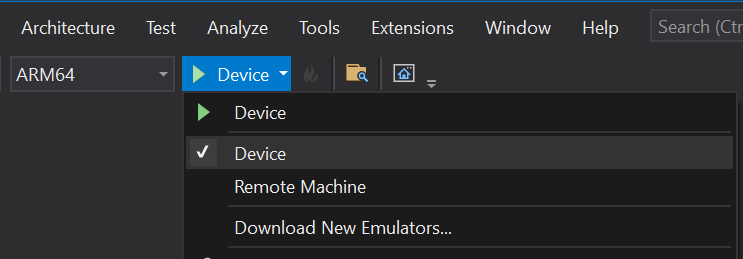 Architecture Test Analyze Tools Extensions Window Help Search (Ctr
ARM64 Device
Device
Device
Remote Machine
Download New Emulators...